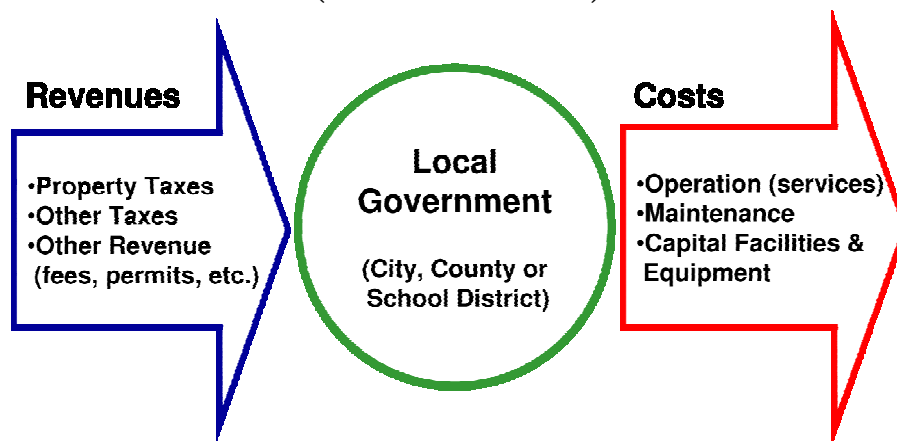 Revenues
•Property Taxes
•Other Taxes
•Other Revenue
(fees, permits, etc.)
Local
Government
(City, County or
School District)
Costs
•Operation (services)
•Maintenance
•Capital Facilities &
Equipment